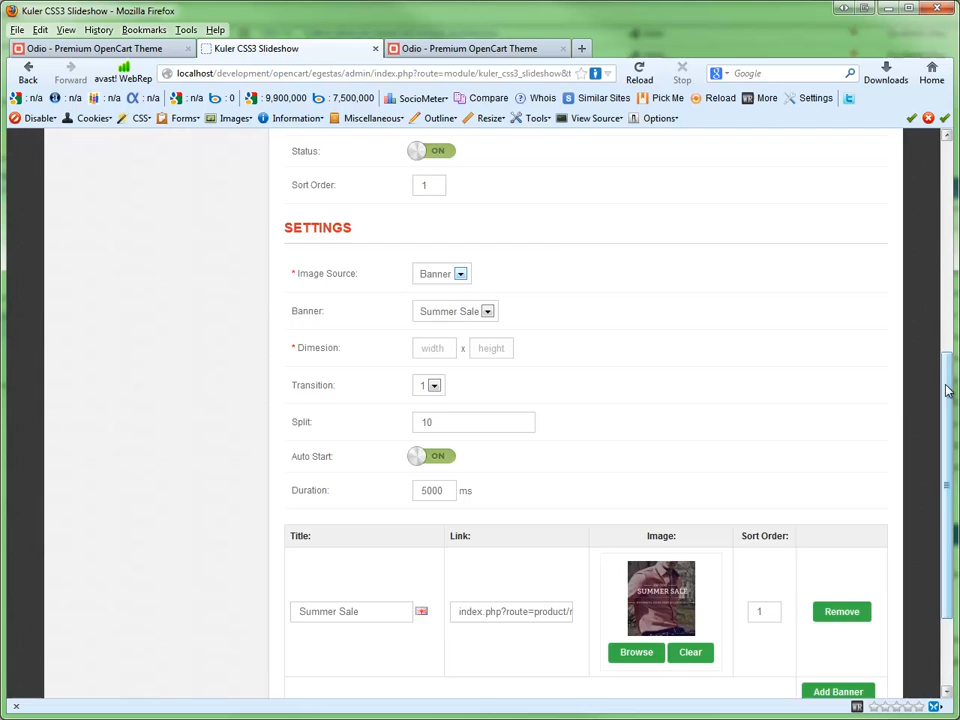 Kuler CSS3 Slideshow - Mozilla Firefox
File Edit View History Bookmarks Tools Help
Odio - Premium OpenCart Theme × Kuler CSS3 Slideshow × Odio - Premium OpenCart Theme × +
Back Forward avast! WebRep localhost/development/opencart/egestas/admin/index.php?route=module/kuler_css3_slideshow&t Reload Stop Google Downloads Home
: n/a : n/a : n/a : n/a : n/a : 0 : 9,900,000 : 7,500,000 SocioMeter Compare Whois Similar Sites Pick Me Reload More Settings
Disable Cookies CSS Forms Images Information Miscellaneous Outline Resize Tools View Source Options
Status: ON
Sort Order: 1
SETTINGS
* Image Source: Banner
Banner: Summer Sale
* Dimesion: width x height
Transition: 1
Split: 10
Auto Start: ON
Duration: 5000 ms
Title: Link: Image: Sort Order:
SUMMER SALE
Summer Sale index.php?route=product/r 1 Remove
Browse Clear
Add Banner
× WR